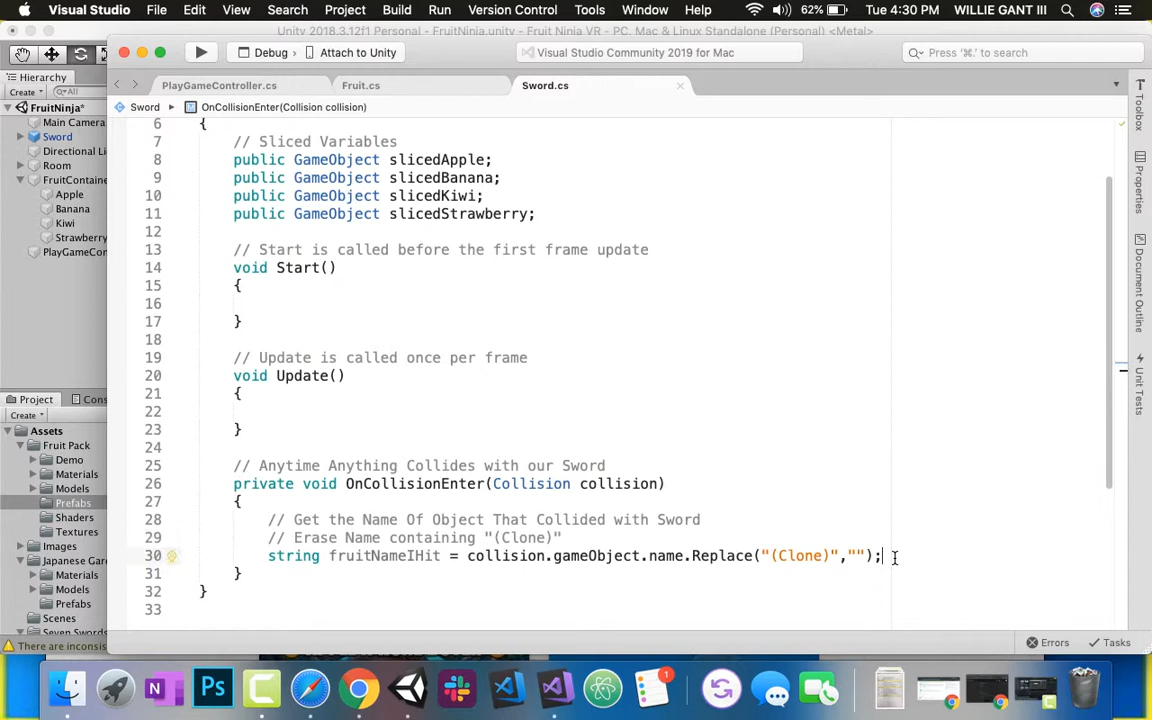 Visual Studio File Edit View Search Project Build Run Version Control Tools Window Help 62% Tue 4:30 PM WILLIE GANT III
Unity 2018.3.12f1 Personal - FruitNinja.unity - Fruit Ninja VR - PC, Mac & Linux Standalone (Personal) <Metal>
Debug Attach to Unity Visual Studio Community 2019 for Mac Press '⌘.' to search
Hierarchy
Create All
PlayGameController.cs Fruit.cs Sword.cs
Sword OnCollisionEnter(Collision collision)
FruitNinja*
Main Camera
Sword
Directional Li
Room
FruitContaine
Apple
Banana
Kiwi
Strawberry
PlayGameCon
Project Cons
Create
Assets
Fruit Pack
Demo
Materials
Models
Prefabs
Shaders
Textures
Images
Japanese Gar
Materials
Prefabs
Scenes
Seven Swords
There are inconsis
6 {
7 // Sliced Variables
8 public GameObject slicedApple;
9 public GameObject slicedBanana;
10 public GameObject slicedKiwi;
11 public GameObject slicedStrawberry;
12
13 // Start is called before the first frame update
14 void Start()
15 {
16
17 }
18
19 // Update is called once per frame
20 void Update()
21 {
22
23 }
24
25 // Anytime Anything Collides with our Sword
26 private void OnCollisionEnter(Collision collision)
27 {
28 // Get the Name Of Object That Collided with Sword
29 // Erase Name containing "(Clone)"
30 string fruitNameIHit = collision.gameObject.name.Replace("(Clone)","");
31 }
32 }
33
Toolbox
Properties
Document Outline
Unit Tests
Errors Tasks
N Ps 1